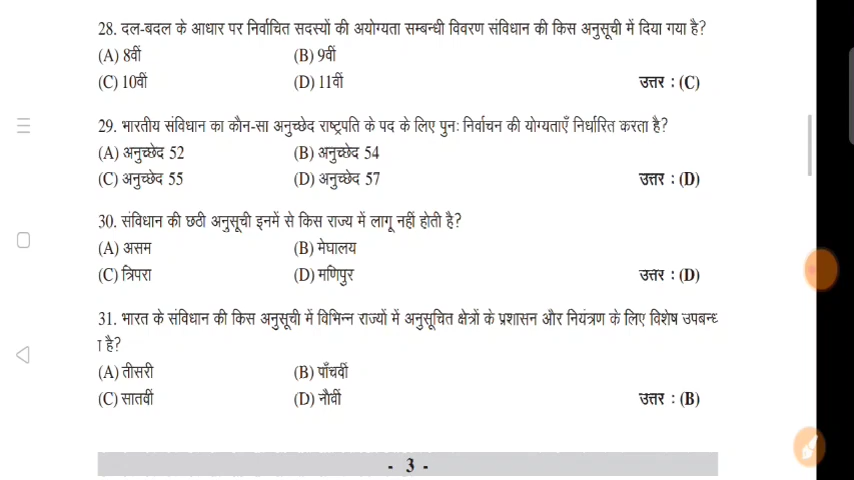 28. दल-बदल के आधार पर निर्वाचित सदस्यों की अयोग्यता सम्बन्धी विवरण संविधान की किस अनुसूची में दिया गया है?
(A) 8वीं (B) 9वीं
(C) 10वीं (D) 11वीं उत्तर : (C)
29. भारतीय संविधान का कौन-सा अनुच्छेद राष्ट्रपति के पद के लिए पुनः निर्वाचन की योग्यताएँ निर्धारित करता है?
(A) अनुच्छेद 52 (B) अनुच्छेद 54
(C) अनुच्छेद 55 (D) अनुच्छेद 57 उत्तर : (D)
30. संविधान की छठी अनुसूची इनमें से किस राज्य में लागू नहीं होती है?
(A) असम (B) मेघालय
(C) त्रिपरा (D) मणिपुर उत्तर : (D)
31. भारत के संविधान की किस अनुसूची में विभिन्न राज्यों में अनुसूचित क्षेत्रों के प्रशासन और नियंत्रण के लिए विशेष उपबन्ध
ा है?
(A) तीसरी (B) पाँचवीं
(C) सातवीं (D) नौवीं उत्तर : (B)
- 3 -